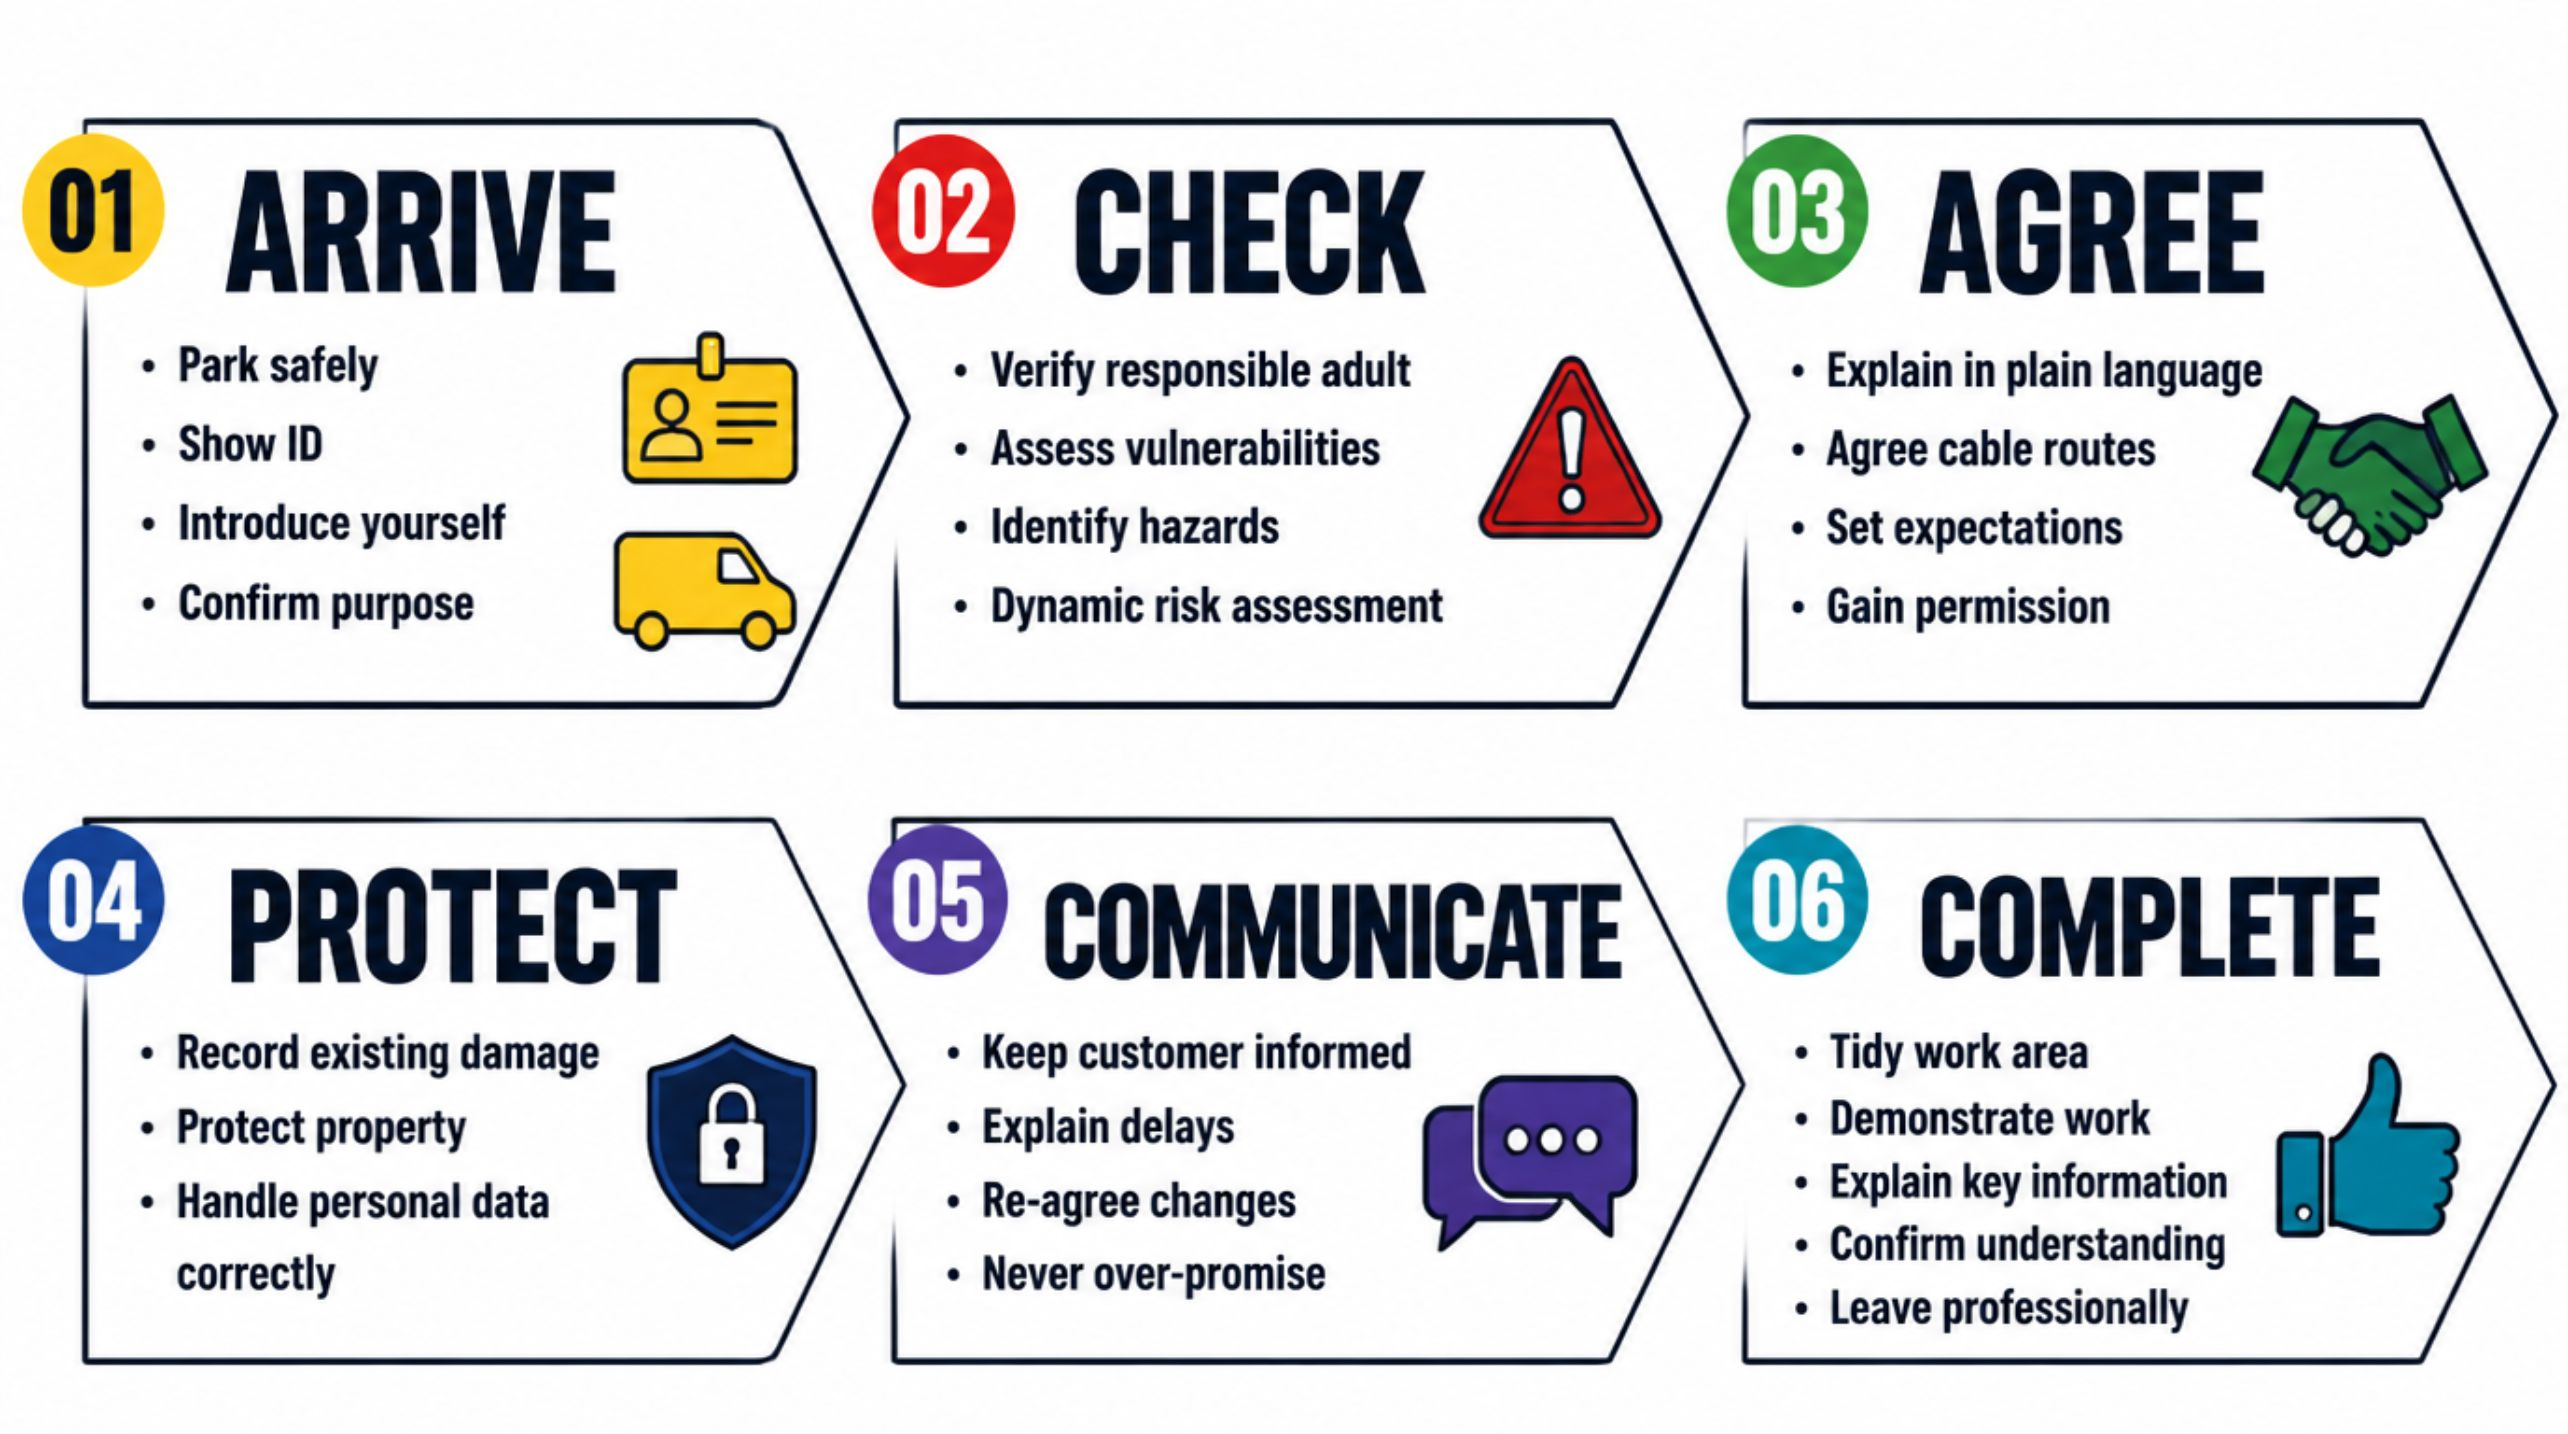 01
ARRIVE
• Park safely
• Show ID
• Introduce yourself
• Confirm purpose
02
CHECK
• Verify responsible adult
• Assess vulnerabilities
• Identify hazards
• Dynamic risk assessment
03
AGREE
• Explain in plain language
• Agree cable routes
• Set expectations
• Gain permission
04
PROTECT
• Record existing damage
• Protect property
• Handle personal data
correctly
05
COMMUNICATE
• Keep customer informed
• Explain delays
• Re-agree changes
• Never over-promise
06
COMPLETE
• Tidy work area
• Demonstrate work
• Explain key information
• Confirm understanding
• Leave professionally